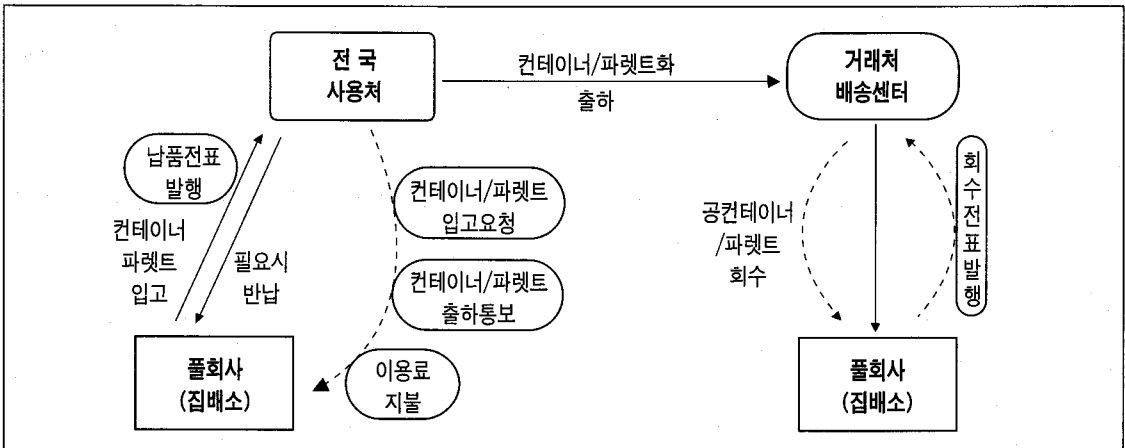 전 국
사용처
컨테이너/파렛트화
출하
거래처
배송센터
납품전표
발행
컨테이너
파렛트
입고
필요시
반납
컨테이너/파렛트
입고요청
컨테이너/파렛트
출하통보
이용료
지불
공컨테이너
/파렛트
회수
회
수
전
표
발
행
풀회사
(집배소)
풀회사
(집배소)